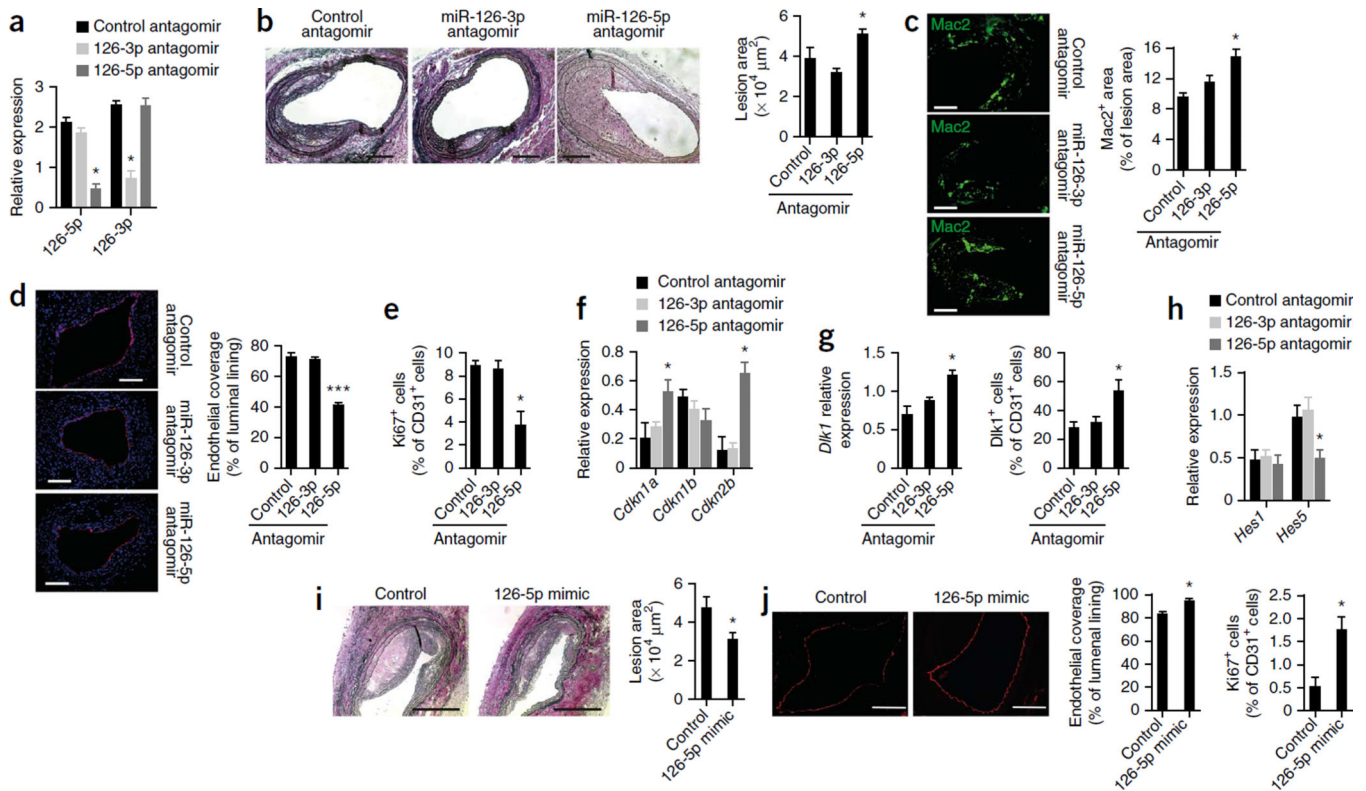 a
Control antagomir
126-3p antagomir
126-5p antagomir
Relative expression
3
2
1
0
*
*
126-5p
126-3p
b
Control
antagomir
miR-126-3p
antagomir
miR-126-5p
antagomir
Lesion area
(× 10⁴ μm²)
6
4
2
0
*
Control
126-3p
126-5p
Antagomir
c
Mac2
Control
antagomir
Mac2
miR-126-3p
antagomir
Mac2
miR-126-5p
antagomir
Mac2⁺ area
(% of lesion area)
16
12
8
4
0
*
Control
126-3p
126-5p
Antagomir
d
Control
antagomir
miR-126-3p
antagomir
miR-126-5p
antagomir
Endothelial coverage
(% of luminal lining)
80
60
40
20
0
***
Control
126-3p
126-5p
Antagomir
e
Ki67⁺ cells
(% of CD31⁺ cells)
10
8
6
4
2
0
*
Control
126-3p
126-5p
Antagomir
f
Control antagomir
126-3p antagomir
126-5p antagomir
Relative expression
0.8
0.6
0.4
0.2
0
*
*
Cdkn1a
Cdkn1b
Cdkn2b
g
Dlk1 relative
expression
1.5
1.0
0.5
0
*
Control
126-3p
126-5p
Antagomir
Dlk1⁺ cells
(% of CD31⁺ cells)
80
60
40
20
0
*
Control
126-3p
126-5p
Antagomir
h
Control antagomir
126-3p antagomir
126-5p antagomir
Relative expression
1.5
1.0
0.5
0
*
Hes1
Hes5
i
Control
126-5p mimic
Lesion area
(× 10⁴ μm²)
6
4
2
0
*
Control
126-5p mimic
j
Control
126-5p mimic
Endothelial coverage
(% of lumenal lining)
100
80
60
40
20
0
*
Control
126-5p mimic
Ki67⁺ cells
(% of CD31⁺ cells)
2.5
2.0
1.5
1.0
0.5
0
*
Control
126-5p mimic